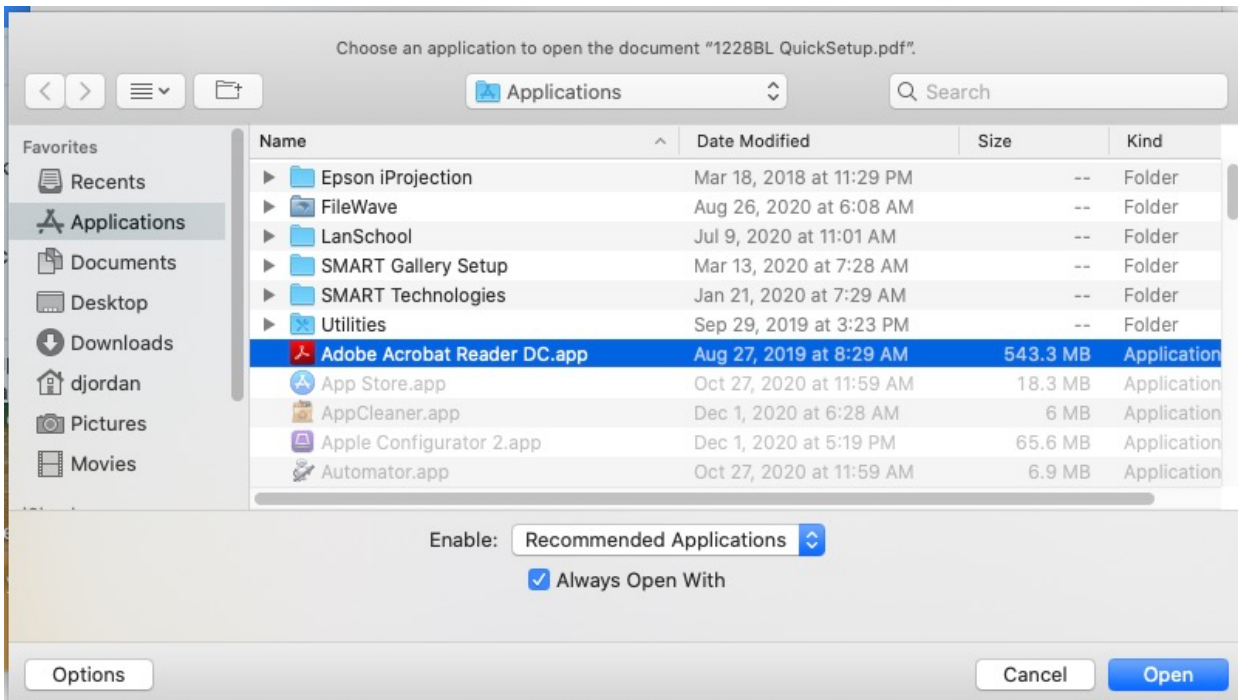 Choose an application to open the document “1228BL QuickSetup.pdf”.
Applications
Search
Favorites
Recents
Applications
Documents
Desktop
Downloads
djordan
Pictures
Movies
Name Date Modified Size Kind
Epson iProjection Mar 18, 2018 at 11:29 PM -- Folder
FileWave Aug 26, 2020 at 6:08 AM -- Folder
LanSchool Jul 9, 2020 at 11:01 AM -- Folder
SMART Gallery Setup Mar 13, 2020 at 7:28 AM -- Folder
SMART Technologies Jan 21, 2020 at 7:29 AM -- Folder
Utilities Sep 29, 2019 at 3:23 PM -- Folder
Adobe Acrobat Reader DC.app Aug 27, 2019 at 8:29 AM 543.3 MB Application
App Store.app Oct 27, 2020 at 11:59 AM 18.3 MB Application
AppCleaner.app Dec 1, 2020 at 6:28 AM 6 MB Application
Apple Configurator 2.app Dec 1, 2020 at 5:19 PM 65.6 MB Application
Automator.app Oct 27, 2020 at 11:59 AM 6.9 MB Application
Enable: Recommended Applications
Always Open With
Options Cancel Open